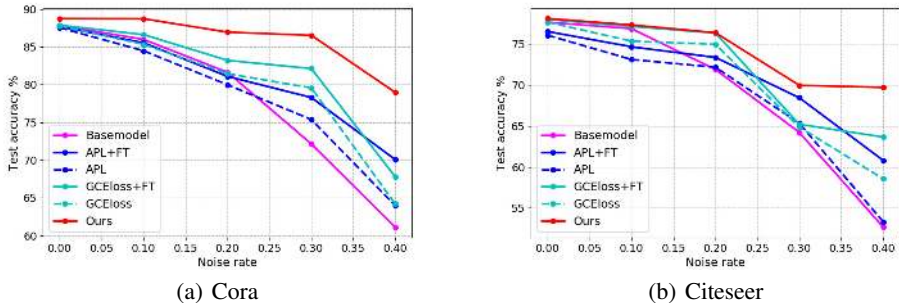 90
85
80
75
70
65
60
Test accuracy %
Basemodel
APL+FT
APL
GCEloss+FT
GCEloss
Ours
0.00 0.05 0.10 0.15 0.20 0.25 0.30 0.35 0.40
Noise rate
(a) Cora
75
70
65
60
55
Test accuracy %
Basemodel
APL+FT
APL
GCEloss+FT
GCEloss
Ours
0.00 0.05 0.10 0.15 0.20 0.25 0.30 0.35 0.40
Noise rate
(b) Citeseer